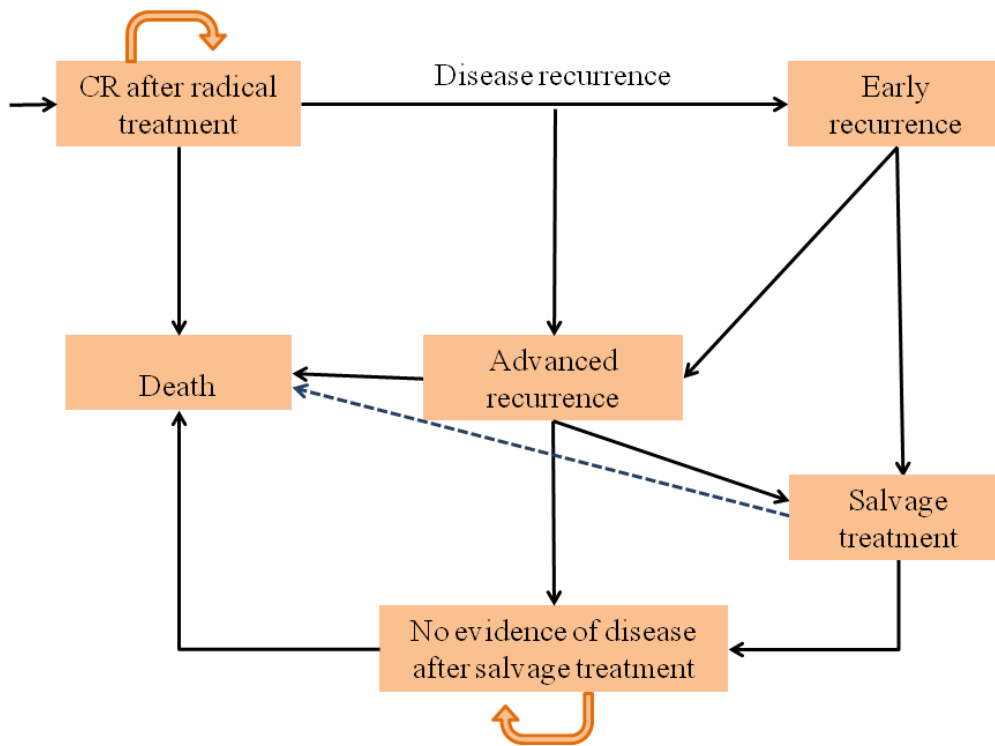 CR after radical
treatment
Disease recurrence
Early
recurrence
Death
Advanced
recurrence
Salvage
treatment
No evidence of disease
after salvage treatment